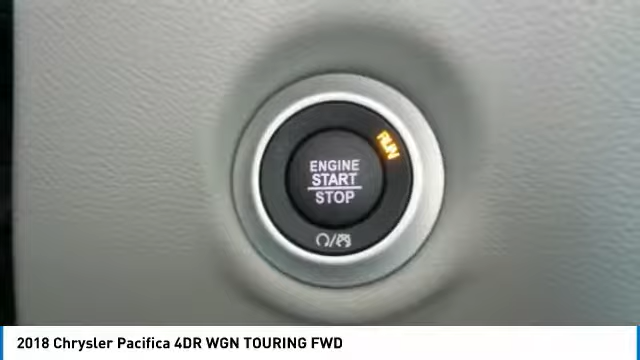 RUN
ENGINE
START
STOP
2018 Chrysler Pacifica 4DR WGN TOURING FWD